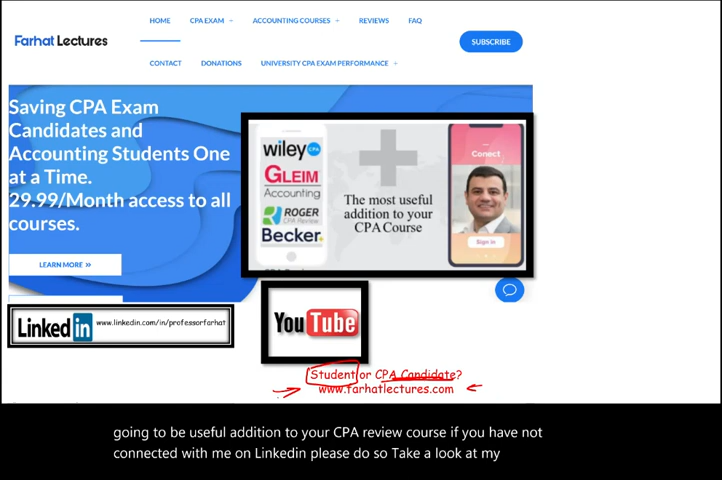 HOME
CPA EXAM
ACCOUNTING COURSES
REVIEWS
FAQ
Farhat Lectures
SUBSCRIBE
CONTACT
DONATIONS
UNIVERSITY CPA EXAM PERFORMANCE
Saving CPA Exam
Candidates and
Accounting Students One
at a Time.
29.99/Month access to all
courses.
LEARN MORE »
wiley CPA
GLEIM
Accounting
ROGER
CPA Review
Becker.
The most useful
addition to your
CPA Course
Conect
Sign in
Linked in
www.linkedin.com/in/professorfarhat
YouTube
Student or CPA Candidate?
www.farhatlectures.com
going to be useful addition to your CPA review course if you have not
connected with me on Linkedin please do so Take a look at my